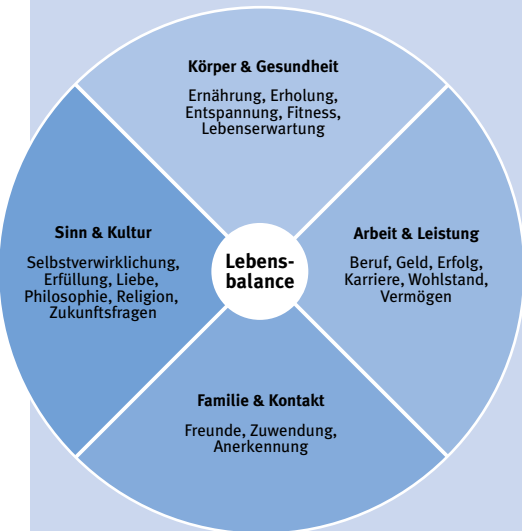 Körper & Gesundheit
Ernährung, Erholung,
Entspannung, Fitness,
Lebenserwartung
Sinn & Kultur
Selbstverwirklichung,
Erfüllung, Liebe,
Philosophie, Religion,
Zukunftsfragen
Lebens-
balance
Arbeit & Leistung
Beruf, Geld, Erfolg,
Karriere, Wohlstand,
Vermögen
Familie & Kontakt
Freunde, Zuwendung,
Anerkennung